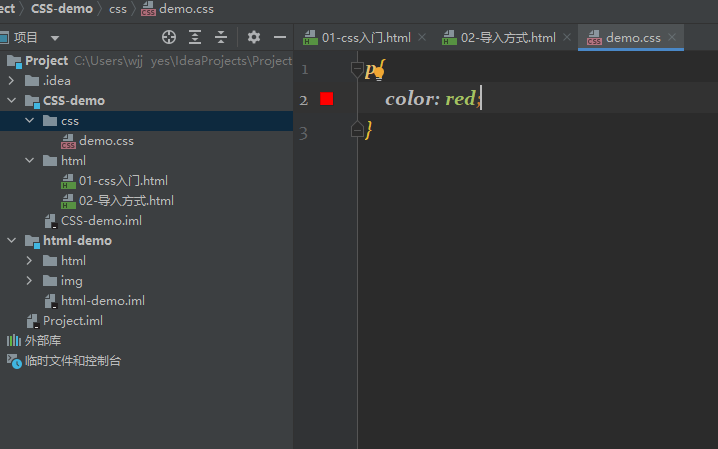 ject 〉 CSS-demo 〉 css 〉 demo.css
项目
01-css入门.html
02-导入方式.html
demo.css
Project C:\Users\wjj yes\IdeaProjects\Project
.idea
CSS-demo
css
demo.css
html
01-css入门.html
02-导入方式.html
CSS-demo.iml
html-demo
html
img
html-demo.iml
Project.iml
外部库
临时文件和控制台
1 p{
2 color: red;
3 }